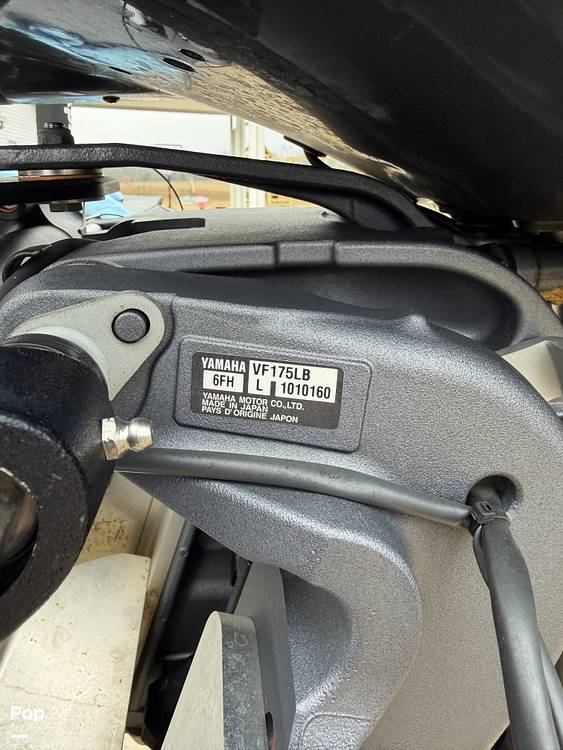 YAMAHA VF175LB
6FH L 1010160
YAMAHA MOTOR CO.,LTD.
MADE IN JAPAN
PAYS D'ORIGINE JAPON
Pop